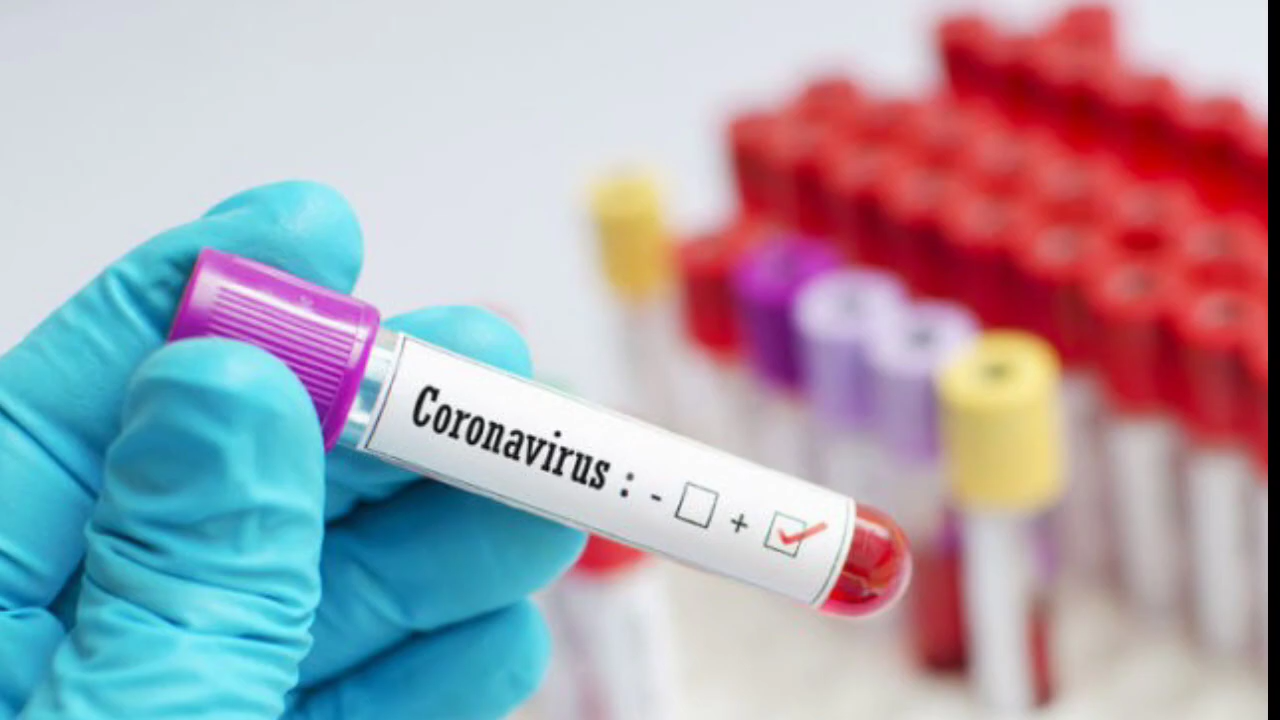 Coronavirus : - ☐ + ☑